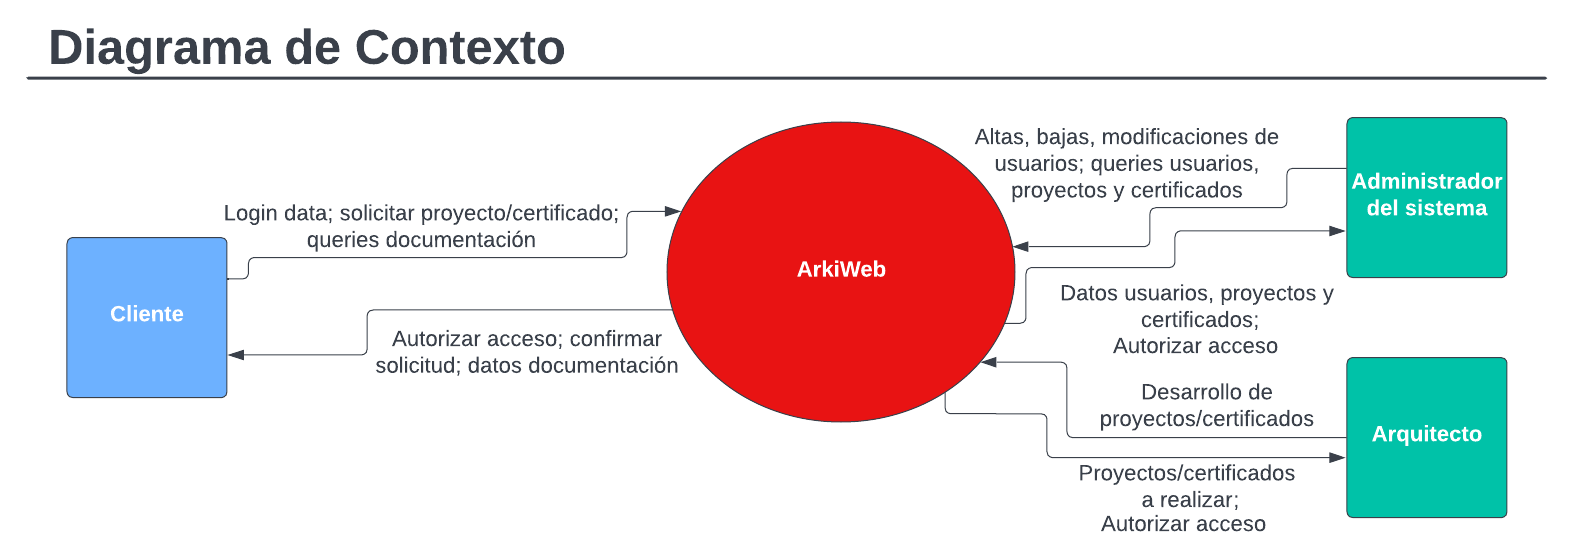 Diagrama de Contexto
Login data; solicitar proyecto/certificado;
queries documentación
Cliente
Autorizar acceso; confirmar
solicitud; datos documentación
ArkiWeb
Altas, bajas, modificaciones de
usuarios; queries usuarios,
proyectos y certificados
Administrador
del sistema
Datos usuarios, proyectos y
certificados;
Autorizar acceso
Desarrollo de
proyectos/certificados
Arquitecto
Proyectos/certificados
a realizar;
Autorizar acceso